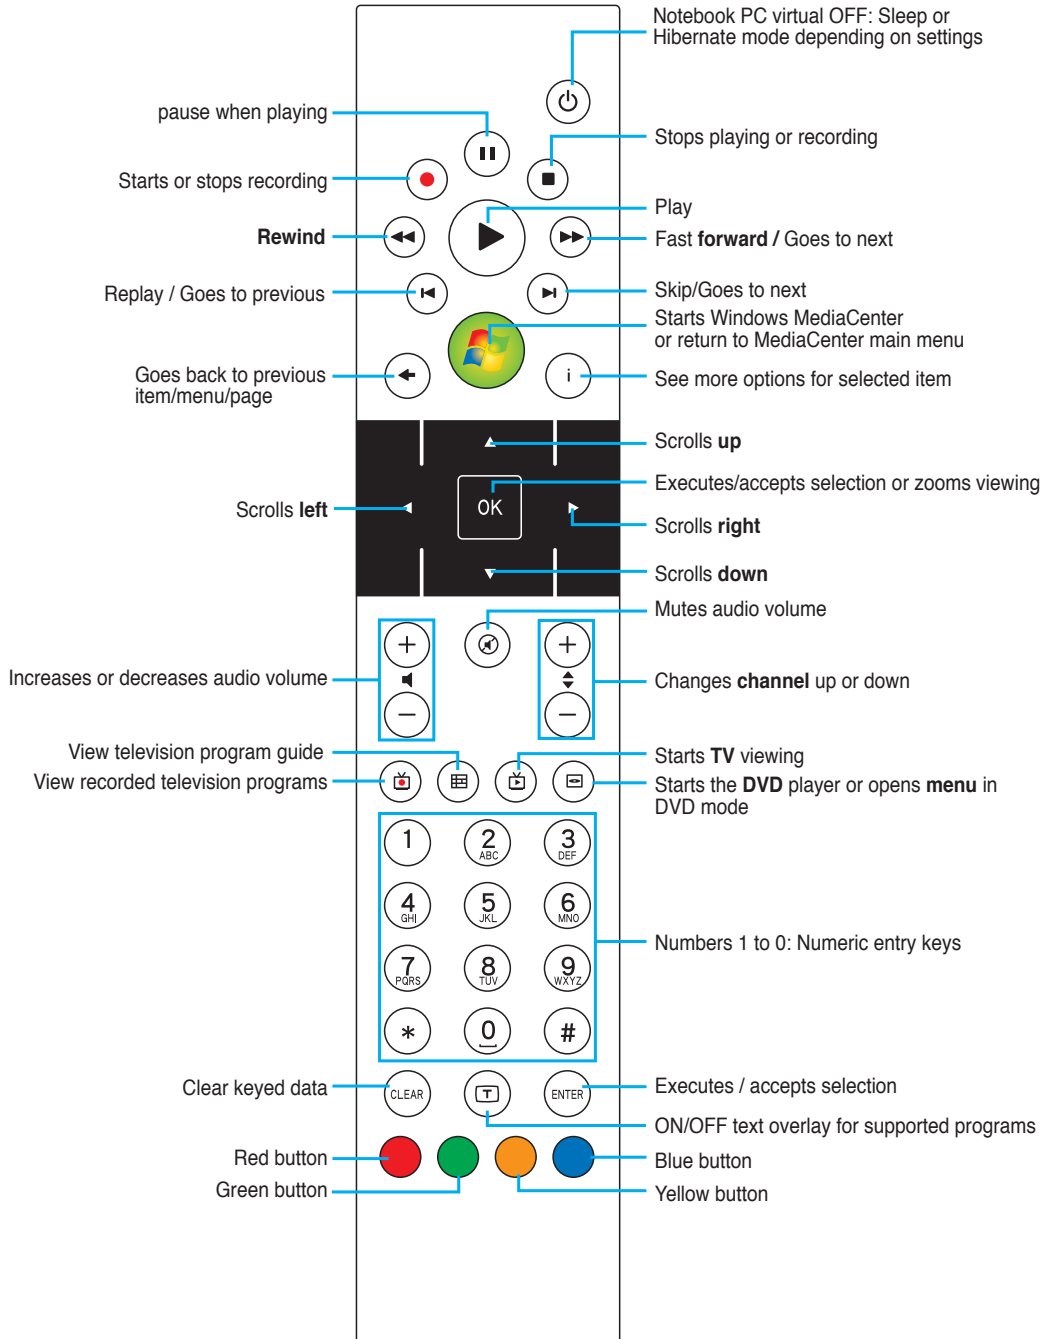 Notebook PC virtual OFF: Sleep or
Hibernate mode depending on settings
pause when playing
Stops playing or recording
Starts or stops recording
Play
Rewind
Fast forward / Goes to next
Replay / Goes to previous
Skip/Goes to next
Starts Windows MediaCenter
or return to MediaCenter main menu
Goes back to previous
item/menu/page
i
See more options for selected item
Scrolls up
Executes/accepts selection or zooms viewing
Scrolls left
OK
Scrolls right
Scrolls down
Mutes audio volume
+
+
Increases or decreases audio volume
Changes channel up or down
−
−
View television program guide
Starts TV viewing
View recorded television programs
Starts the DVD player or opens menu in
DVD mode
1
2
ABC
3
DEF
4
GHI
5
JKL
6
MNO
Numbers 1 to 0: Numeric entry keys
7
PQRS
8
TUV
9
WXYZ
*
0
#
Clear keyed data
CLEAR
T
ENTER
Executes / accepts selection
ON/OFF text overlay for supported programs
Red button
Blue button
Green button
Yellow button